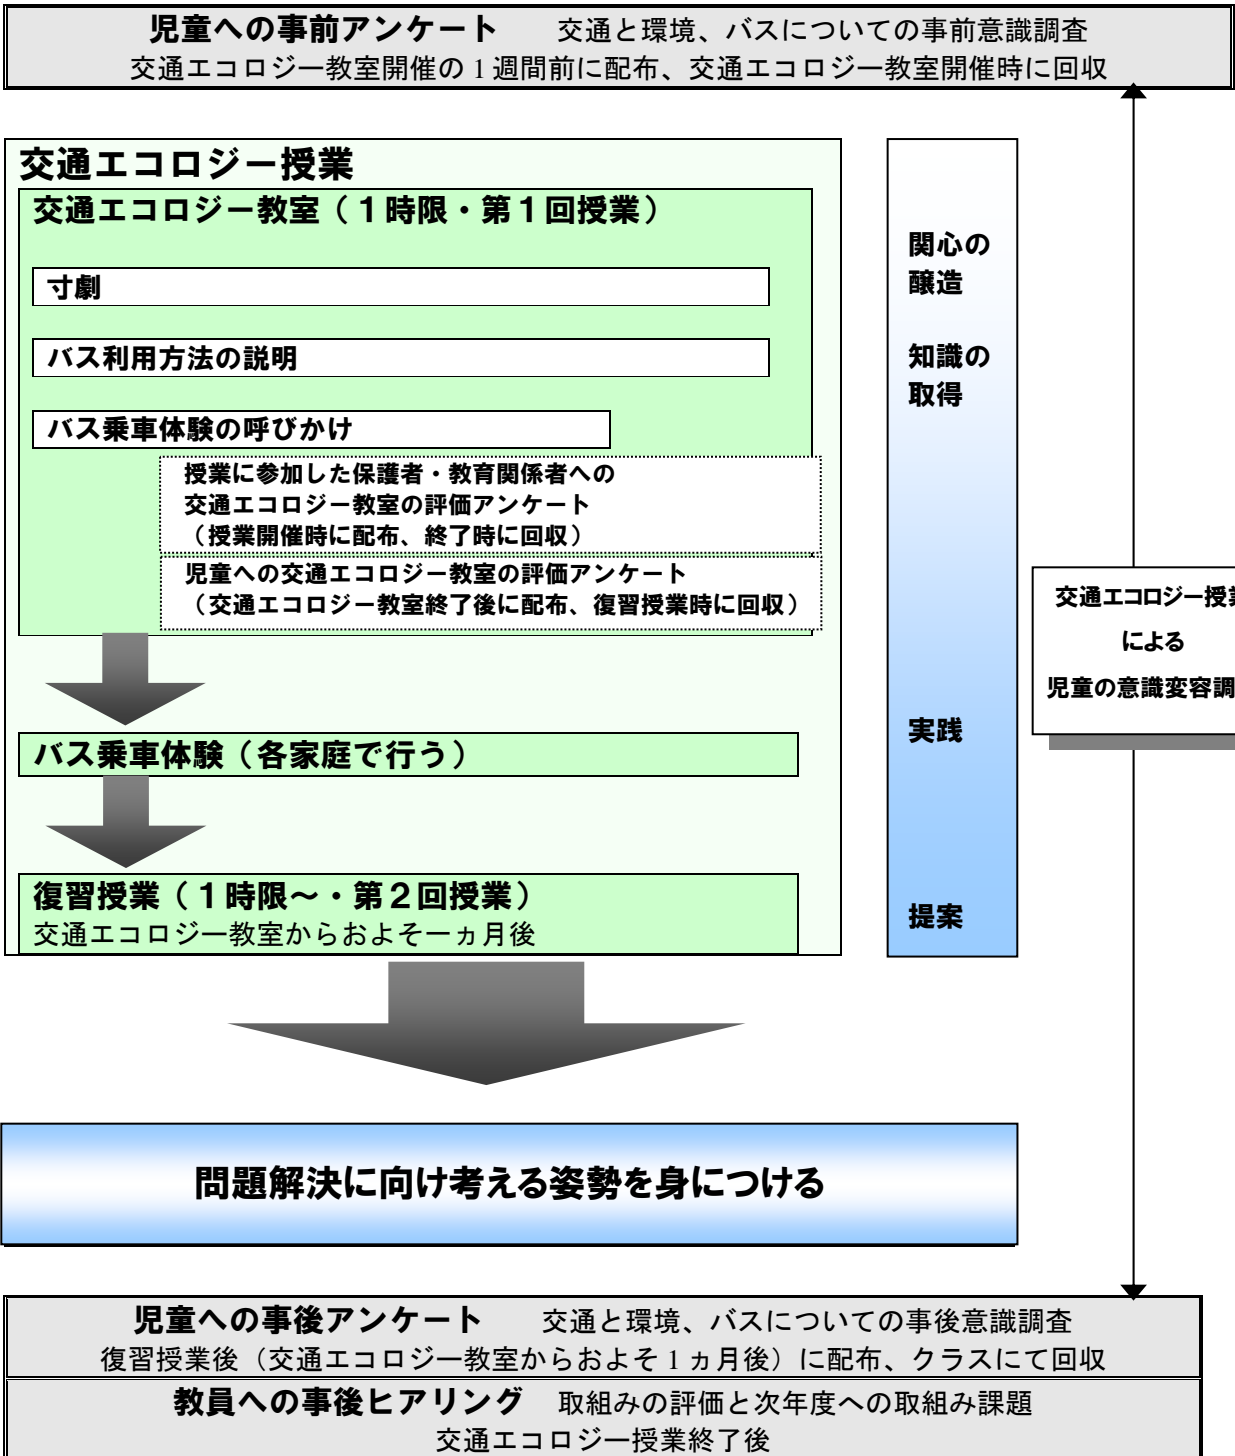 児童への事前アンケート　交通と環境、バスについての事前意識調査
交通エコロジー教室開催の１週間前に配布、交通エコロジー教室開催時に回収
交通エコロジー授業
交通エコロジー教室（１時限・第１回授業）
寸劇
バス利用方法の説明
バス乗車体験の呼びかけ
授業に参加した保護者・教育関係者への
交通エコロジー教室の評価アンケート
（授業開催時に配布、終了時に回収）
児童への交通エコロジー教室の評価アンケート
（交通エコロジー教室終了後に配布、復習授業時に回収）
バス乗車体験（各家庭で行う）
復習授業（１時限～・第２回授業）
交通エコロジー教室からおよそ一ヵ月後
関心の
醸造
知識の
取得
実践
提案
交通エコロジー授
による
児童の意識変容調
問題解決に向け考える姿勢を身につける
児童への事後アンケート　交通と環境、バスについての事後意識調査
復習授業後（交通エコロジー教室からおよそ１ヵ月後）に配布、クラスにて回収
教員への事後ヒアリング　取組みの評価と次年度への取組み課題
交通エコロジー授業終了後